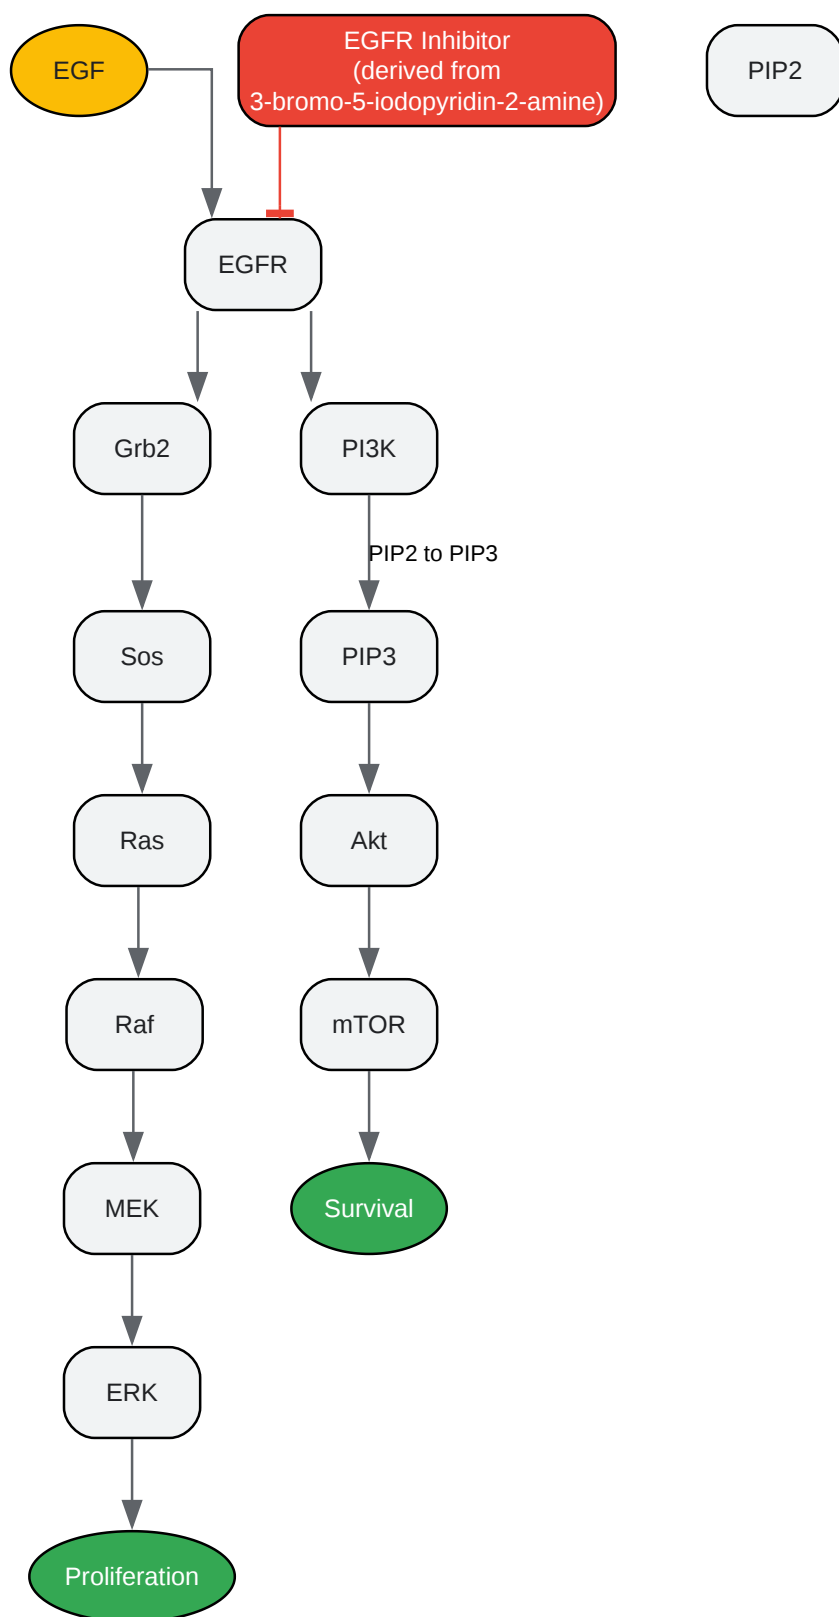 EGF
EGFR Inhibitor
(derived from
3-bromo-5-iodopyridin-2-amine)
PIP2
EGFR
Grb2
PI3K
PIP2 to PIP3
Sos
PIP3
Ras
Akt
Raf
mTOR
MEK
Survival
ERK
Proliferation